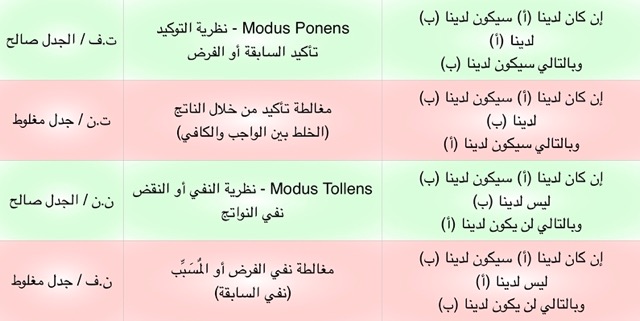 إن كان لدينا (أ) سيكون لدينا (ب)
لدينا (أ)
وبالتالي سيكون لدينا (ب)
Modus Ponens - نظرية التوكيد
تأكيد السابقة أو الفرض
ت.ف / الجدل صالح
إن كان لدينا (أ) سيكون لدينا (ب)
لدينا (ب)
وبالتالي سيكون لدينا (أ)
مغالطة تأكيد من خلال الناتج
(الخلط بين الواجب والكافي)
ت.ن / جدل مغلوط
إن كان لدينا (أ) سيكون لدينا (ب)
ليس لدينا (ب)
وبالتالي لن يكون لدينا (أ)
Modus Tollens - نظرية النفي أو النقض
نفي النواتج
ن.ن / الجدل صالح
إن كان لدينا (أ) سيكون لدينا (ب)
ليس لدينا (أ)
وبالتالي لن يكون لدينا (ب)
مغالطة نفي الفرض أو المُسَبِّب
(نفي السابقة)
ن.ف / جدل مغلوط